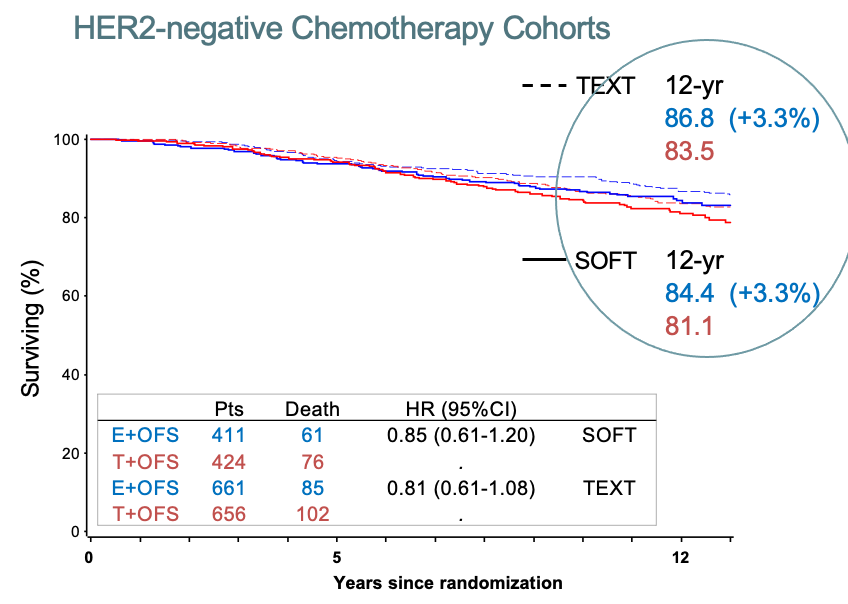 HER2-negative Chemotherapy Cohorts
TEXT 12-yr
86.8 (+3.3%)
83.5
SOFT 12-yr
84.4 (+3.3%)
81.1
Surviving (%)
100
80
60
40
20
0
Pts Death HR (95%CI)
E+OFS 411 61 0.85 (0.61-1.20) SOFT
T+OFS 424 76 .
E+OFS 661 85 0.81 (0.61-1.08) TEXT
T+OFS 656 102 .
0 5 12
Years since randomization